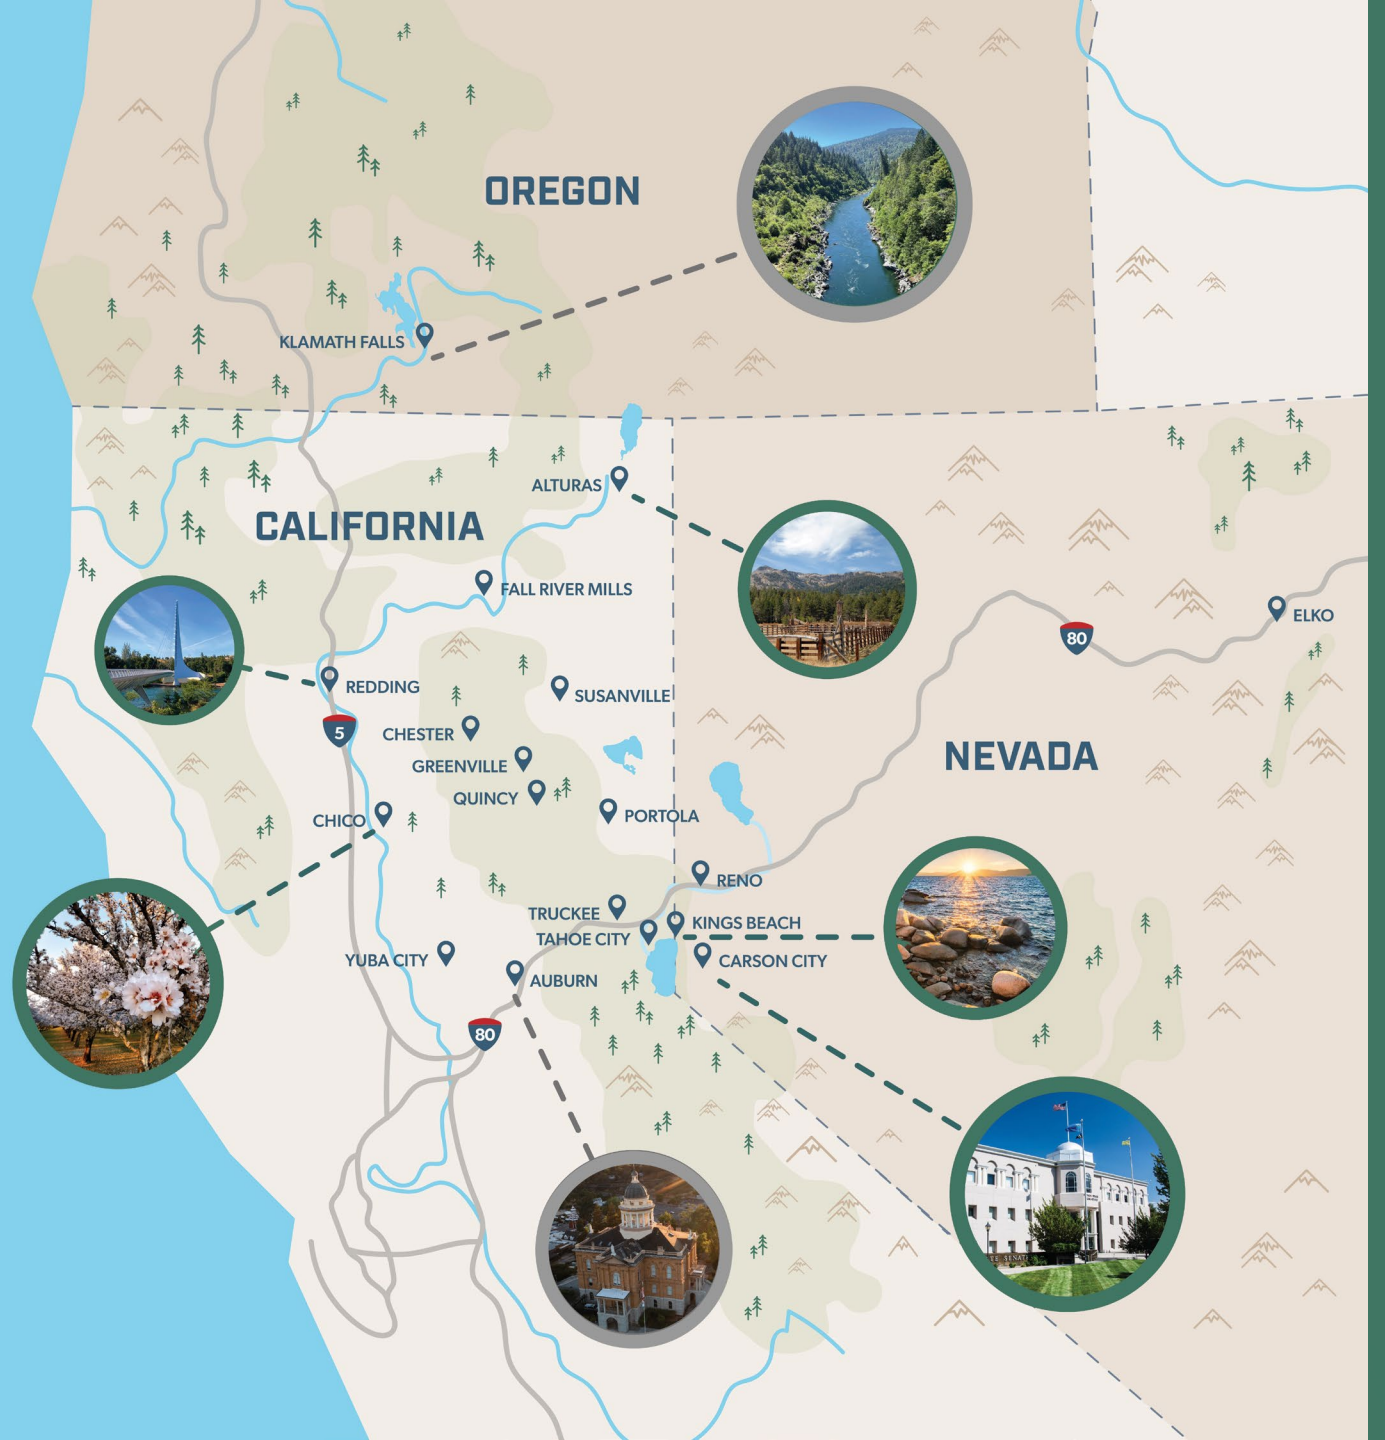 OREGON
KLAMATH FALLS
ALTURAS
CALIFORNIA
FALL RIVER MILLS
ELKO
80
REDDING
SUSANVILLE
5
CHESTER
NEVADA
GREENVILLE
QUINCY
PORTOLA
CHICO
RENO
TRUCKEE
KINGS BEACH
TAHOE CITY
YUBA CITY
CARSON CITY
AUBURN
80